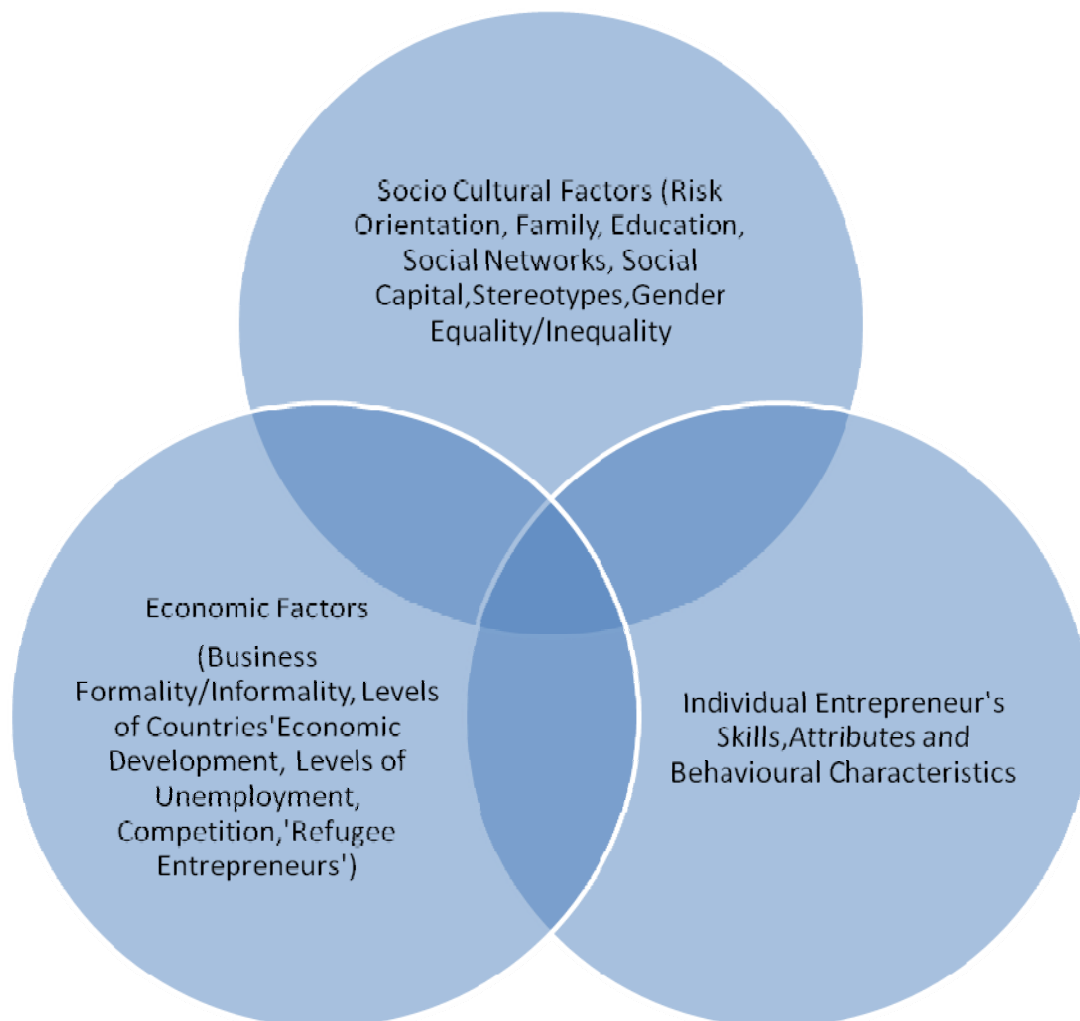 Socio Cultural Factors (Risk
Orientation, Family, Education,
Social Networks, Social
Capital,Stereotypes,Gender
Equality/Inequality
Economic Factors
(Business
Formality/Informality, Levels
of Countries'Economic
Development, Levels of
Unemployment,
Competition,'Refugee
Entrepreneurs')
Individual Entrepreneur's
Skills,Attributes and
Behavioural Characteristics